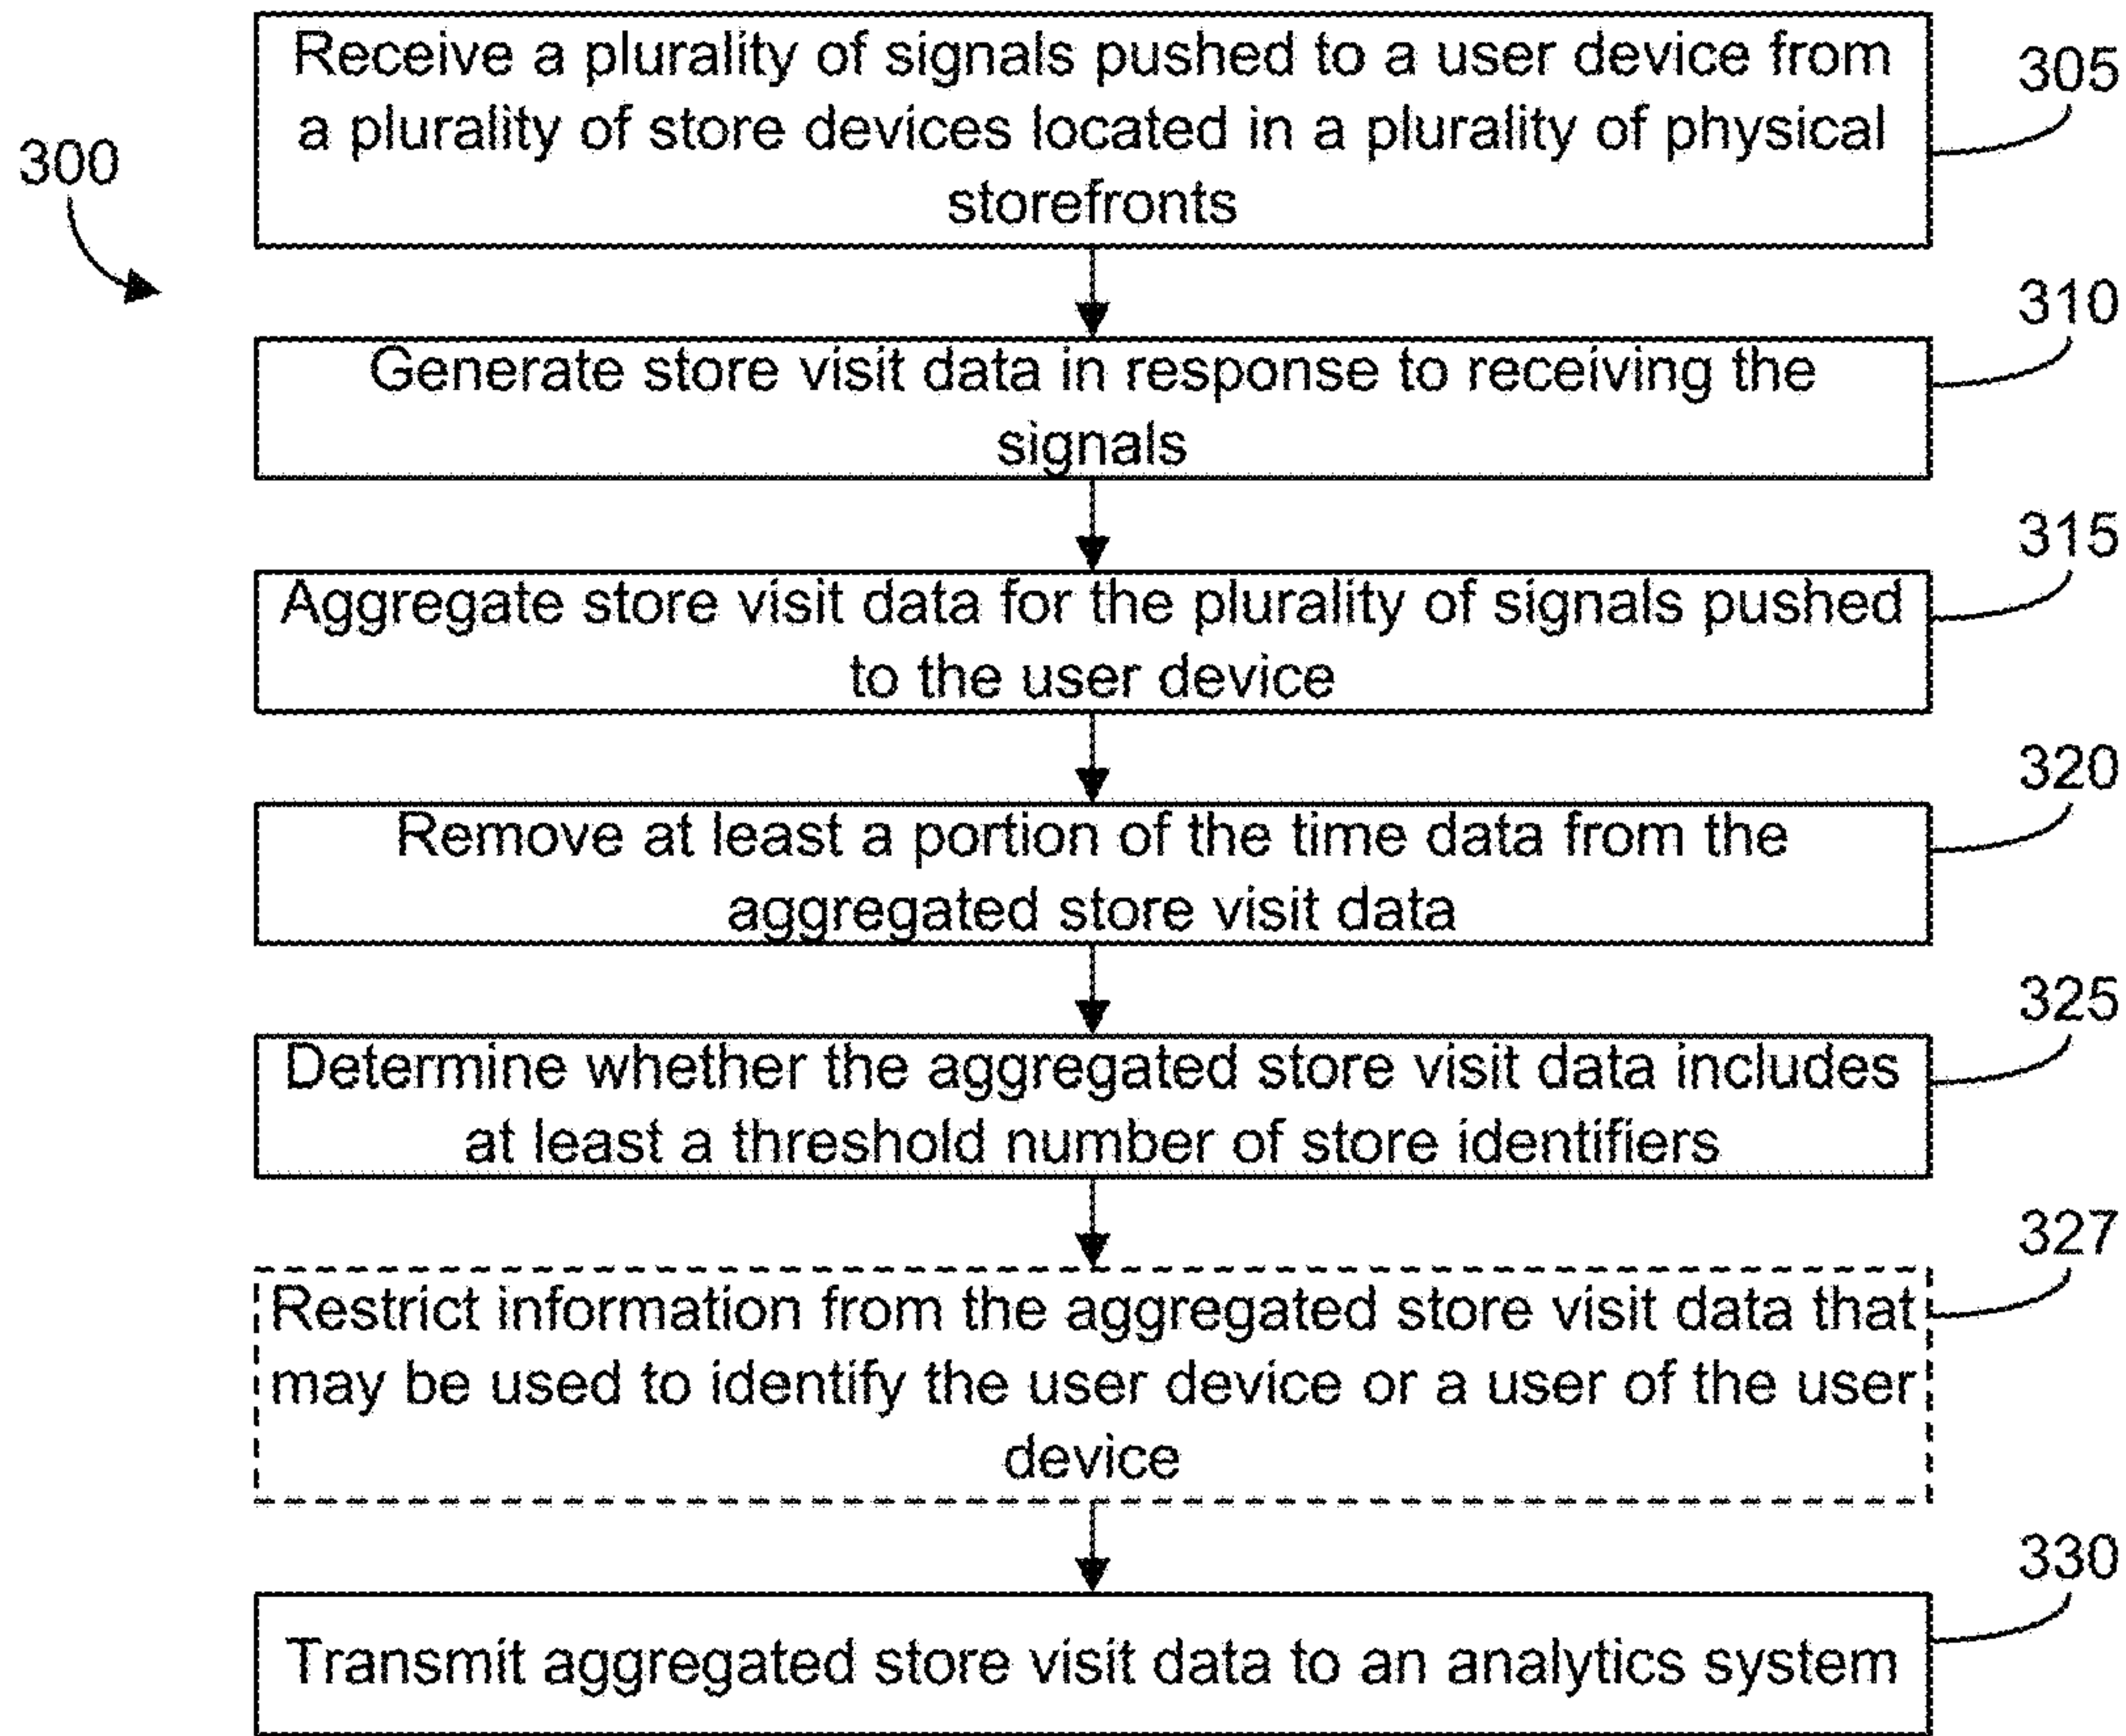 300
Receive a plurality of signals pushed to a user device from
a plurality of store devices located in a plurality of physical
storefronts
305
Generate store visit data in response to receiving the
signals
310
Aggregate store visit data for the plurality of signals pushed
to the user device
315
Remove at least a portion of the time data from the
aggregated store visit data
320
Determine whether the aggregated store visit data includes
at least a threshold number of store identifiers
325
Restrict information from the aggregated store visit data that
may be used to identify the user device or a user of the user
device
327
Transmit aggregated store visit data to an analytics system
330